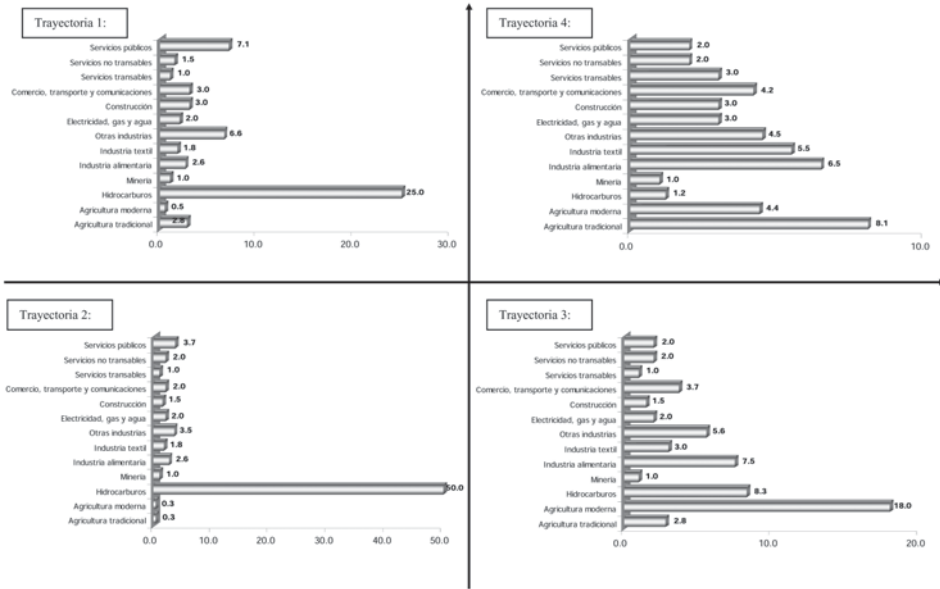 Trayectoria 1:
Servicios públicos 7.1
Servicios no transables 1.5
Servicios transables 1.0
Comercio, transporte y comunicaciones 3.0
Construcción 3.0
Electricidad, gas y agua 2.0
Otras industrias 6.6
Industria textil 1.8
Industria alimentaria 2.6
Minería 1.0
Hidrocarburos 25.0
Agricultura moderna 0.5
Agricultura tradicional 2.8
0.0 10.0 20.0 30.0
Trayectoria 4:
Servicios públicos 2.0
Servicios no transables 2.0
Servicios transables 3.0
Comercio, transporte y comunicaciones 4.2
Construcción 3.0
Electricidad, gas y agua 3.0
Otras industrias 4.5
Industria textil 5.5
Industria alimentaria 6.5
Minería 1.0
Hidrocarburos 1.2
Agricultura moderna 4.4
Agricultura tradicional 8.1
0.0 10.0
Trayectoria 2:
Servicios públicos 3.7
Servicios no transables 2.0
Servicios transables 1.0
Comercio, transporte y comunicaciones 2.0
Construcción 1.5
Electricidad, gas y agua 2.0
Otras industrias 3.5
Industria textil 1.8
Industria alimentaria 2.6
Minería 1.0
Hidrocarburos 50.0
Agricultura moderna 0.3
Agricultura tradicional 0.3
0.0 10.0 20.0 30.0 40.0 50.0
Trayectoria 3:
Servicios públicos 2.0
Servicios no transables 2.0
Servicios transables 1.0
Comercio, transporte y comunicaciones 3.7
Construcción 1.5
Electricidad, gas y agua 2.0
Otras industrias 5.6
Industria textil 3.0
Industria alimentaria 7.5
Minería 1.0
Hidrocarburos 8.3
Agricultura moderna 18.0
Agricultura tradicional 2.8
0.0 10.0 20.0